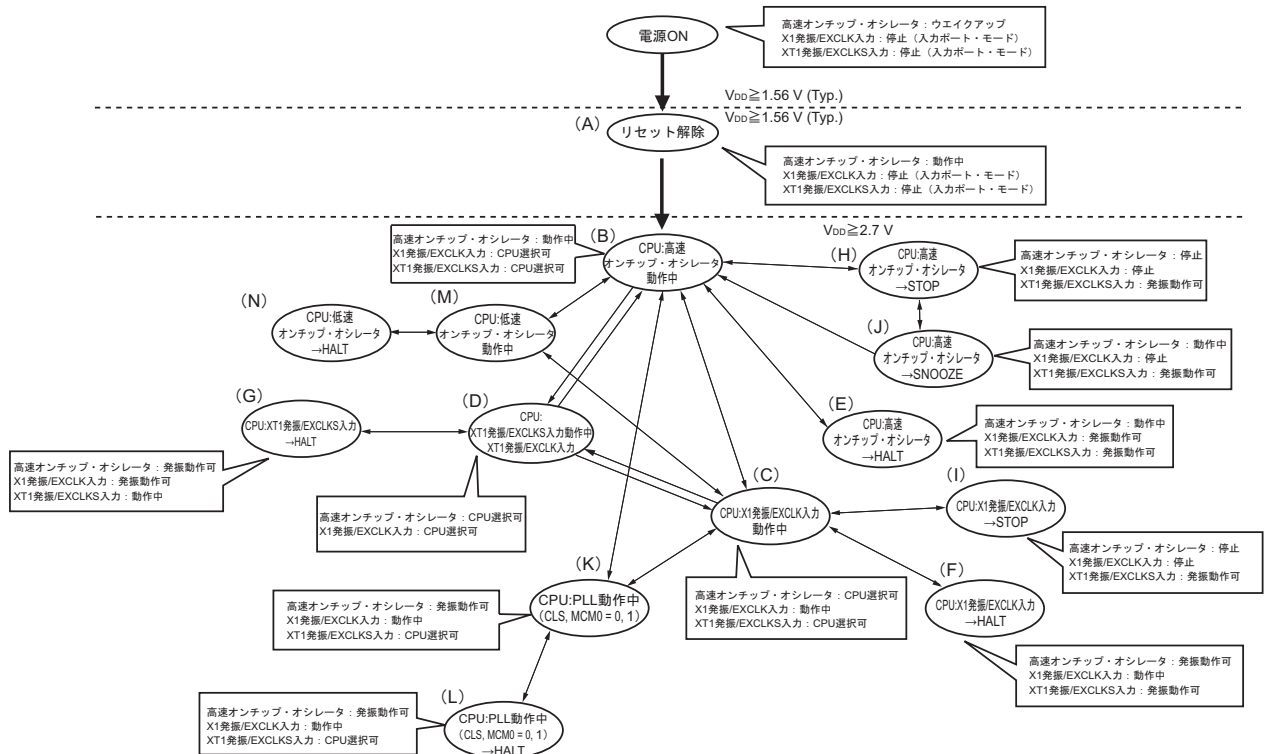 電源ON
高速オンチップ・オシレータ：ウエイクアップ
X1発振/EXCLK入力：停止（入力ポート・モード）
XT1発振/EXCLKS入力：停止（入力ポート・モード）
VDD≧1.56 V (Typ.)
VDD≧1.56 V (Typ.)
（A）
リセット解除
高速オンチップ・オシレータ：動作中
X1発振/EXCLK入力：停止（入力ポート・モード）
XT1発振/EXCLKS入力：停止（入力ポート・モード）
VDD≧2.7 V
高速オンチップ・オシレータ：動作中
X1発振/EXCLK入力：CPU選択可
XT1発振/EXCLKS入力：CPU選択可
（B）
CPU:高速
オンチップ・オシレータ
動作中
（H）
CPU:高速
オンチップ・オシレータ
→STOP
高速オンチップ・オシレータ：停止
X1発振/EXCLK入力：停止
XT1発振/EXCLKS入力：発振動作可
（N）
CPU:低速
オンチップ・オシレータ
→HALT
（M）
CPU:低速
オンチップ・オシレータ
動作中
（J）
CPU:高速
オンチップ・オシレータ
→SNOOZE
高速オンチップ・オシレータ：動作中
X1発振/EXCLK入力：停止
XT1発振/EXCLKS入力：発振動作可
（G）
CPU:XT1発振/EXCLKS入力
→HALT
高速オンチップ・オシレータ：発振動作可
X1発振/EXCLK入力：発振動作可
XT1発振/EXCLKS入力：動作中
（D）
CPU:
XT1発振/EXCLKS入力動作中
XT1発振/EXCLK入力
高速オンチップ・オシレータ：CPU選択可
X1発振/EXCLK入力：CPU選択可
（E）
CPU:高速
オンチップ・オシレータ
→HALT
高速オンチップ・オシレータ：動作中
X1発振/EXCLK入力：発振動作可
XT1発振/EXCLKS入力：発振動作可
（C）
CPU:X1発振/EXCLK入力
動作中
高速オンチップ・オシレータ：CPU選択可
X1発振/EXCLK入力：動作中
XT1発振/EXCLKS入力：CPU選択可
（I）
CPU:X1発振/EXCLK入力
→STOP
高速オンチップ・オシレータ：停止
X1発振/EXCLK入力：停止
XT1発振/EXCLKS入力：発振動作可
（F）
CPU:X1発振/EXCLK入力
→HALT
高速オンチップ・オシレータ：発振動作可
X1発振/EXCLK入力：動作中
XT1発振/EXCLKS入力：発振動作可
（K）
CPU:PLL動作中
（CLS, MCM0 = 0, 1）
高速オンチップ・オシレータ：発振動作可
X1発振/EXCLK入力：動作中
XT1発振/EXCLKS入力：CPU選択可
（L）
CPU:PLL動作中
（CLS, MCM0 = 0, 1）
→HALT
高速オンチップ・オシレータ：発振動作可
X1発振/EXCLK入力：動作中
XT1発振/EXCLKS入力：CPU選択可